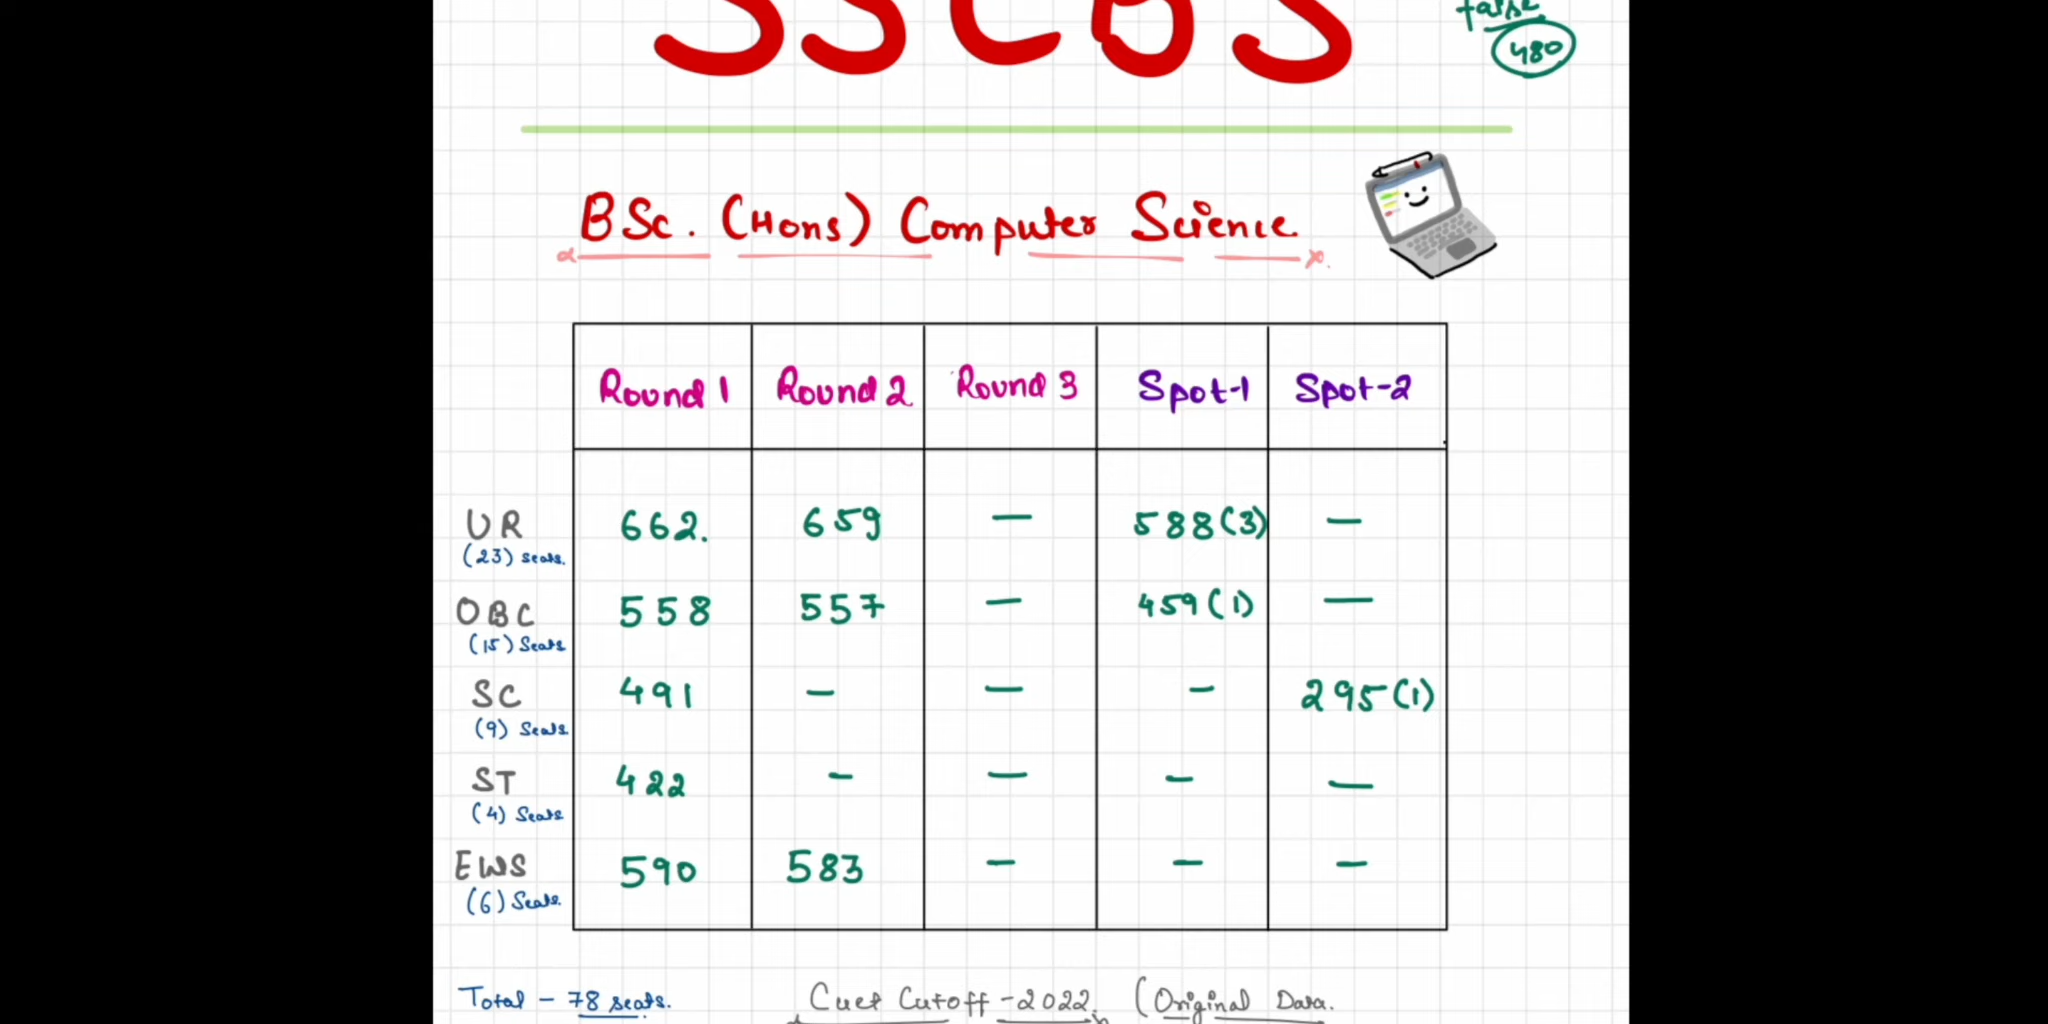 SSCBS
false
480
BSc. (Hons) Computer Science
Round 1 Round 2 Round 3 Spot-1 Spot-2
UR 662. 659 — 588(3) —
(23) seats.
OBC 558 557 — 459(1) —
(15) Seats
SC 491 - — - 295(1)
(9) Seats.
ST 422 - — - —
(4) Seats
EWS 590 583 - - -
(6) Seats.
Total - 78 seats. Cuet Cutoff - 2022. (Original Data.